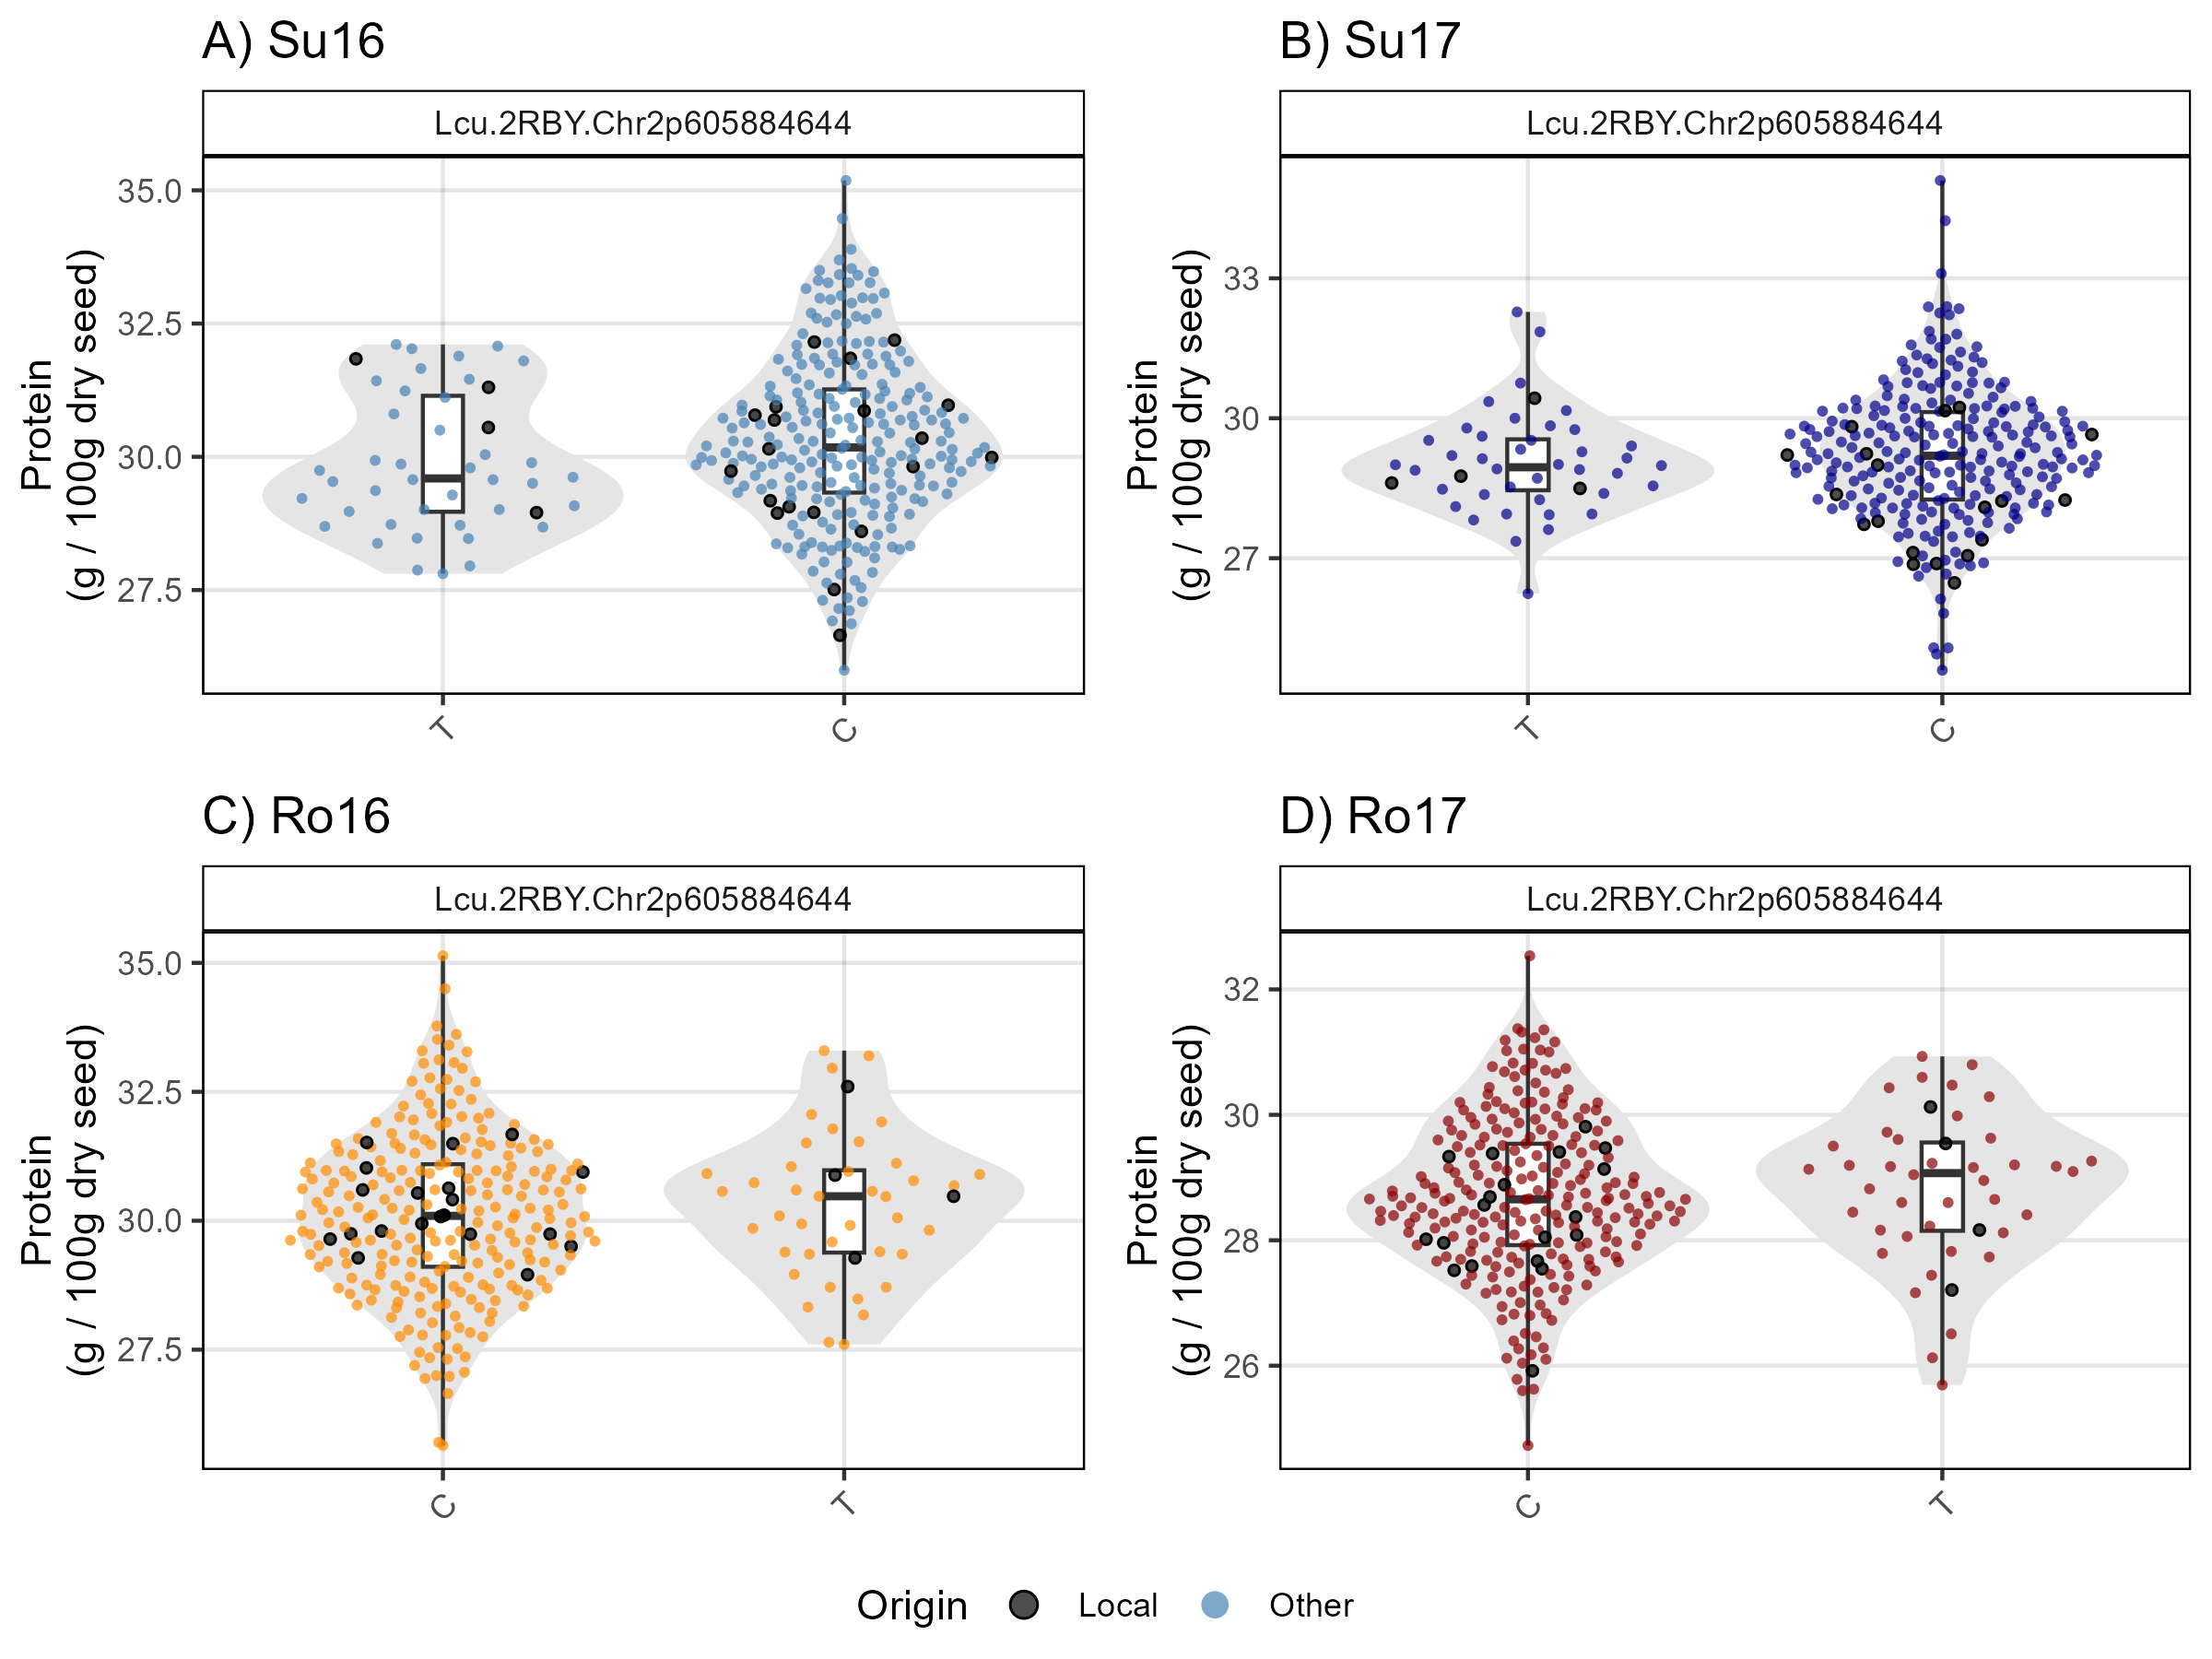 A) Su16
Lcu.2RBY.Chr2p605884644
Protein
(g / 100g dry seed)
35.0
32.5
30.0
27.5
T
C
B) Su17
Lcu.2RBY.Chr2p605884644
Protein
(g / 100g dry seed)
33
30
27
T
C
C) Ro16
Lcu.2RBY.Chr2p605884644
Protein
(g / 100g dry seed)
35.0
32.5
30.0
27.5
C
T
D) Ro17
Lcu.2RBY.Chr2p605884644
Protein
(g / 100g dry seed)
32
30
28
26
C
T
Origin Local Other